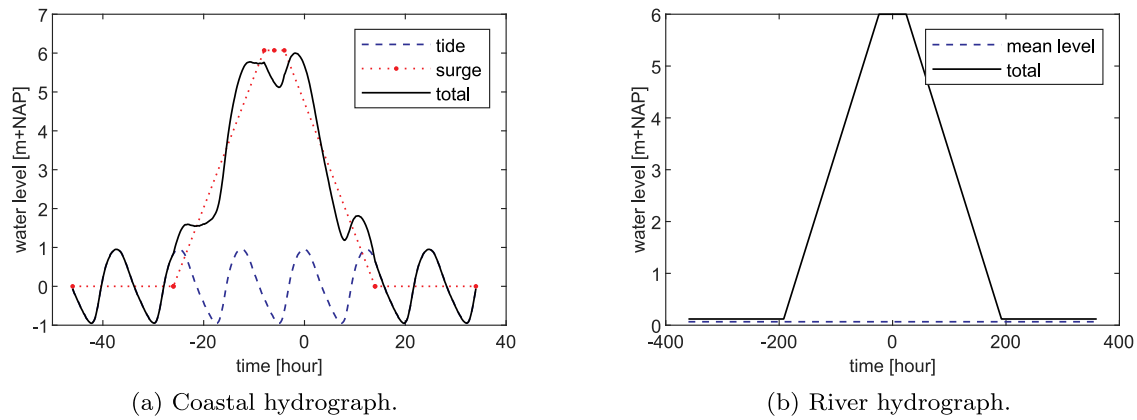 7
6
5
4
3
2
1
0
-1
water level [m+NAP]
-40
-20
0
20
40
time [hour]
tide
surge
total
(a) Coastal hydrograph.
6
5
4
3
2
1
0
water level [m+NAP]
-400
-200
0
200
400
time [hour]
mean level
total
(b) River hydrograph.